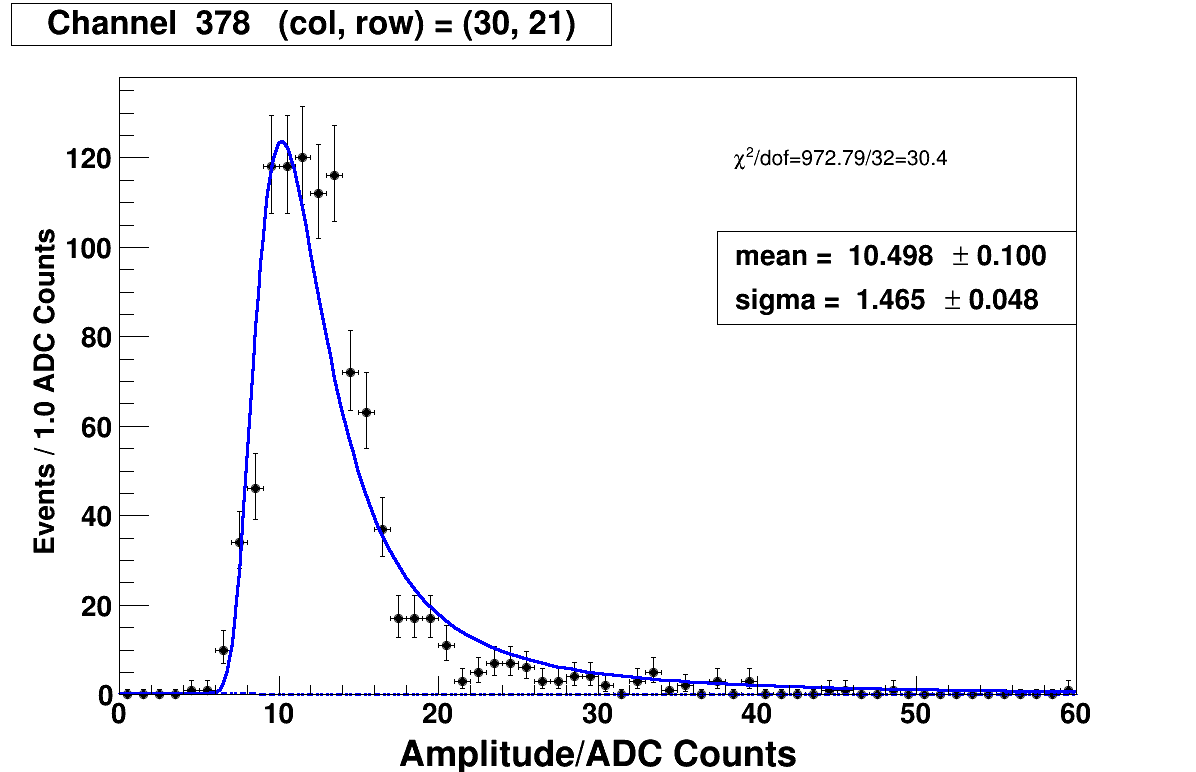 Channel 378 (col, row) = (30, 21)
χ²/dof=972.79/32=30.4
mean = 10.498 ± 0.100
sigma = 1.465 ± 0.048
Events / 1.0 ADC Counts
120
100
80
60
40
20
0
0 10 20 30 40 50 60
Amplitude/ADC Counts